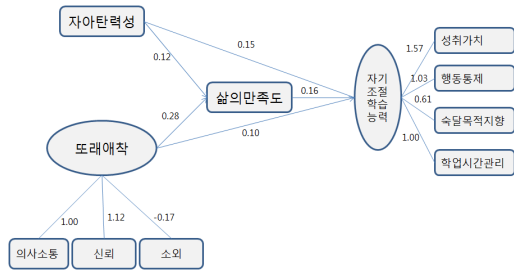 자아탄력성
0.15
0.12
성취가치
1.57
자기
조절
학습
능력
행동통제
1.03
삶의만족도
0.16
0.61
숙달목적지향
0.28
0.10
1.00
또래애착
학업시간관리
1.00
1.12
-0.17
의사소통
신뢰
소외